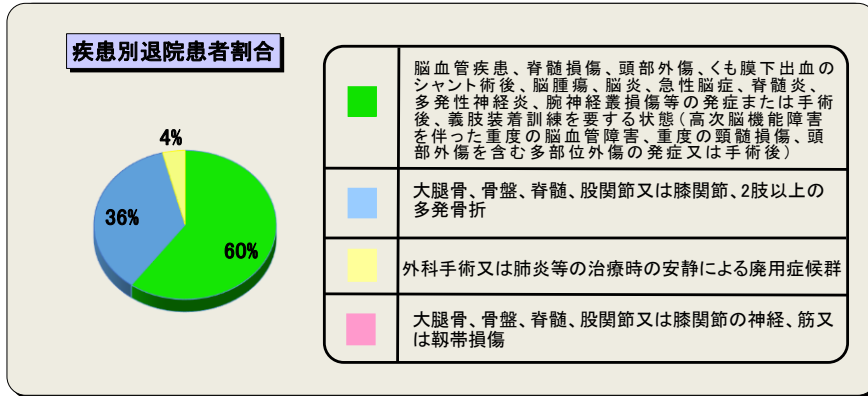 疾患別退院患者割合
4%
36%
60%
脳血管疾患、脊髄損傷、頭部外傷、くも膜下出血の
シャント術後、脳腫瘍、脳炎、急性脳症、脊髄炎、
多発性神経炎、腕神経叢損傷等の発症または手術
後、義肢装着訓練を要する状態(高次脳機能障害
を伴った重度の脳血管障害、重度の頸髄損傷、頭
部外傷を含む多部位外傷の発症又は手術後)
大腿骨、骨盤、脊髄、股関節又は膝関節、2肢以上の
多発骨折
外科手術又は肺炎等の治療時の安静による廃用症候群
大腿骨、骨盤、脊髄、股関節又は膝関節の神経、筋又
は靱帯損傷